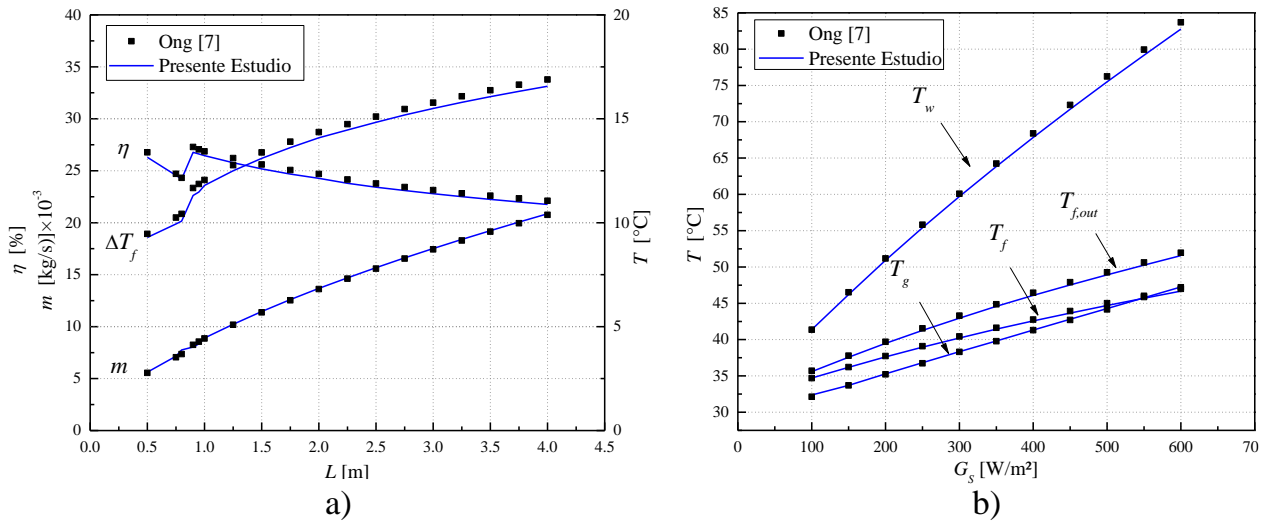 Ong [7]
Presente Estudio
40
35
30
25
20
15
10
5
0
η [%]
m [kg/s)]×10⁻³
η
ΔT_f
m
20
15
10
5
0
T [°C]
0.0 0.5 1.0 1.5 2.0 2.5 3.0 3.5 4.0 4.5
L [m]
a)
Ong [7]
Presente Estudio
85
80
75
70
65
60
55
50
45
40
35
30
T [°C]
T_w
T_f,out
T_f
T_g
0 100 200 300 400 500 600 70
G_s [W/m²]
b)